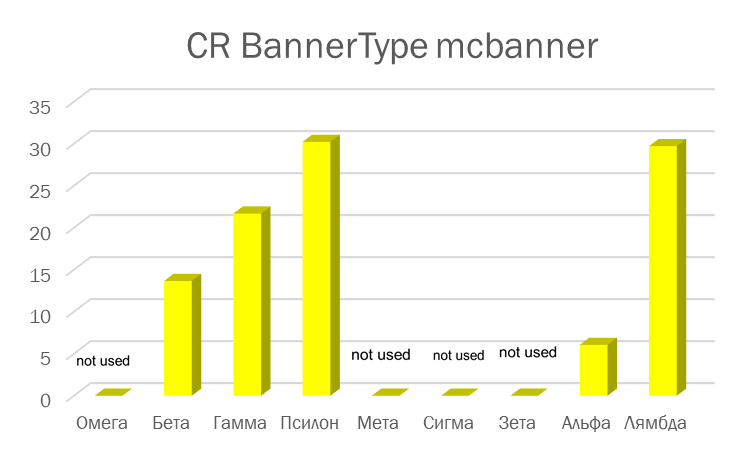 CR BannerType mcbanner
35
30
25
20
15
10
5
0
not used
not used
not used
not used
Омега
Бета
Гамма
Псилон
Мета
Сигма
Зета
Альфа
Лямбда